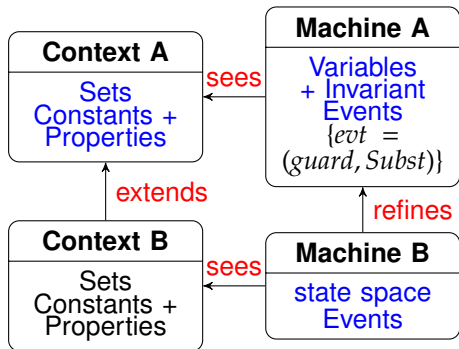 Context A
Sets
Constants +
Properties
sees
Machine A
Variables
+ Invariant
Events
{evt =
(guard, Subst)}
extends
refines
Context B
Sets
Constants +
Properties
sees
Machine B
state space
Events